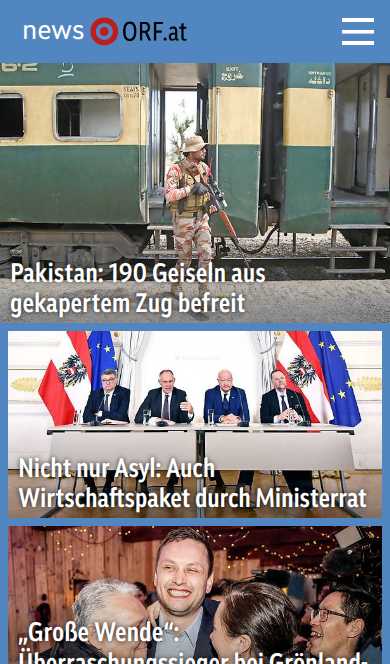 news ORF.at
Pakistan: 190 Geiseln aus
gekapertem Zug befreit
Nicht nur Asyl: Auch
Wirtschaftspaket durch Ministerrat
„Große Wende“:
Überraschungssieger bei Grönland-